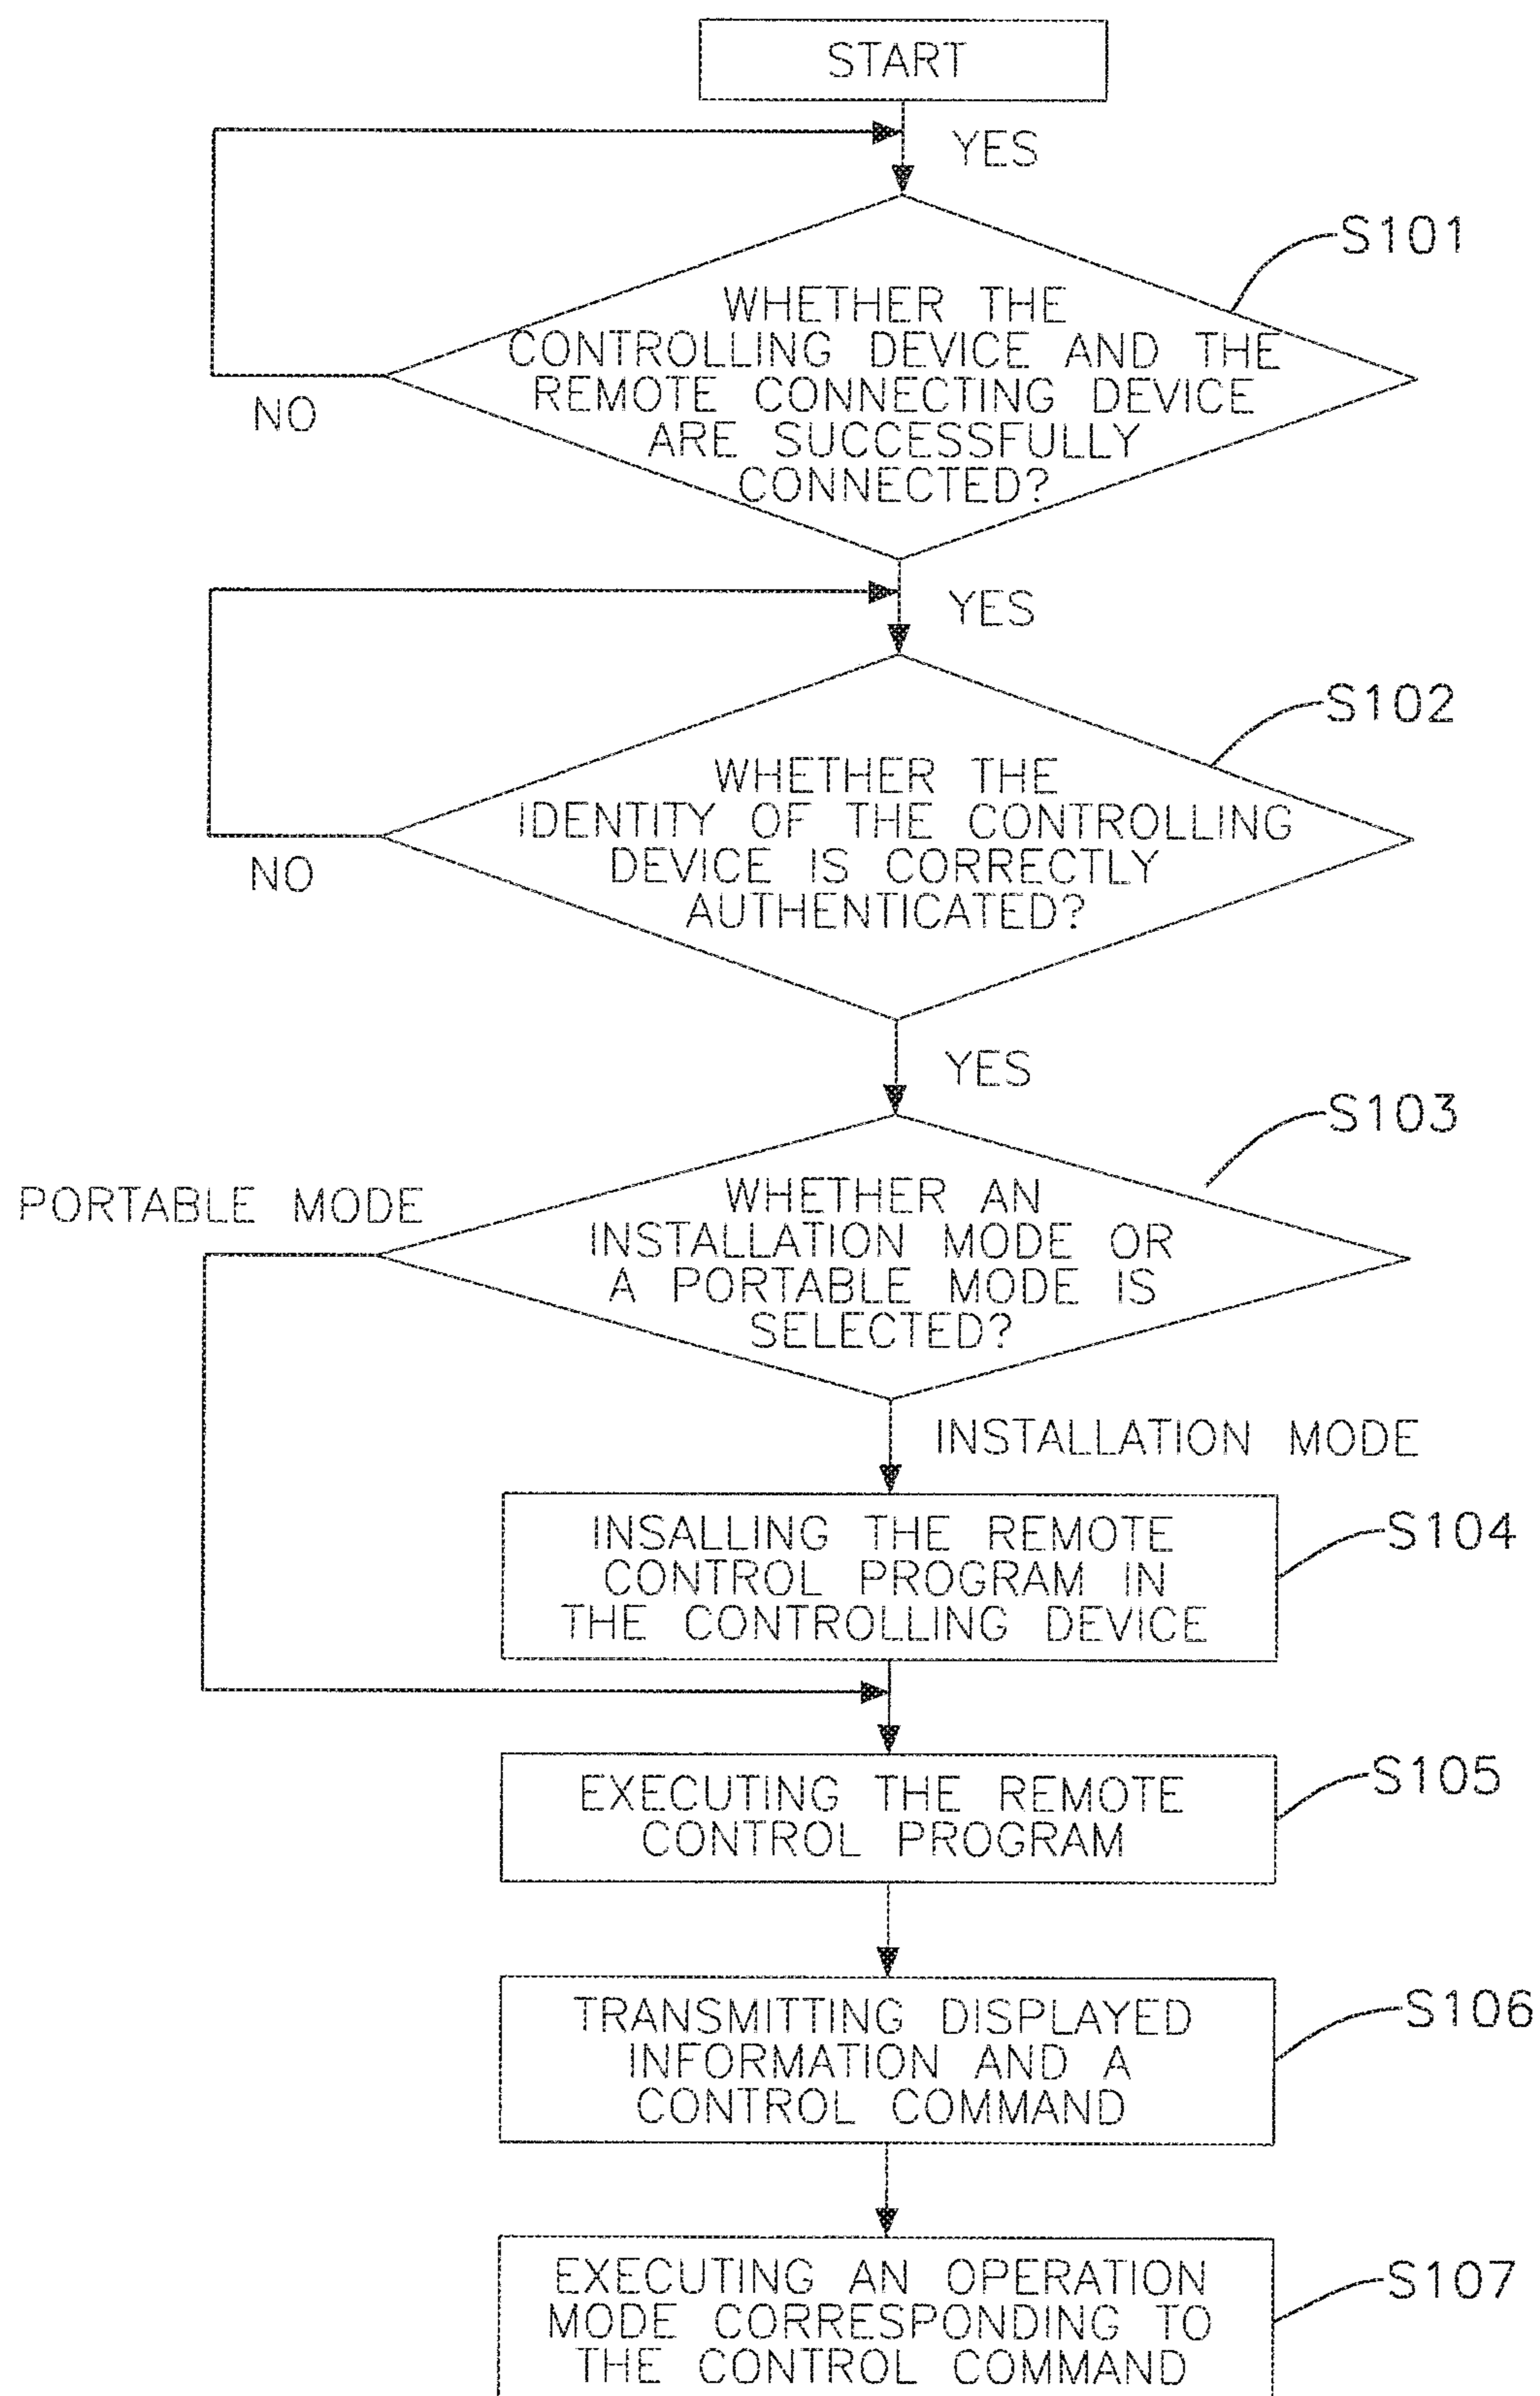 START
YES
S101
WHETHER THE
CONTROLLING DEVICE AND THE
REMOTE CONNECTING DEVICE
ARE SUCCESSFULLY
CONNECTED?
NO
YES
S102
WHETHER THE
IDENTITY OF THE CONTROLLING
DEVICE IS CORRECTLY
AUTHENTICATED?
NO
YES
S103
PORTABLE MODE
WHETHER AN
INSTALLATION MODE OR
A PORTABLE MODE IS
SELECTED?
INSTALLATION MODE
INSALLING THE REMOTE
CONTROL PROGRAM IN
THE CONTROLLING DEVICE
S104
EXECUTING THE REMOTE
CONTROL PROGRAM
S105
TRANSMITTING DISPLAYED
INFORMATION AND A
CONTROL COMMAND
S106
EXECUTING AN OPERATION
MODE CORRESPONDING TO
THE CONTROL COMMAND
S107